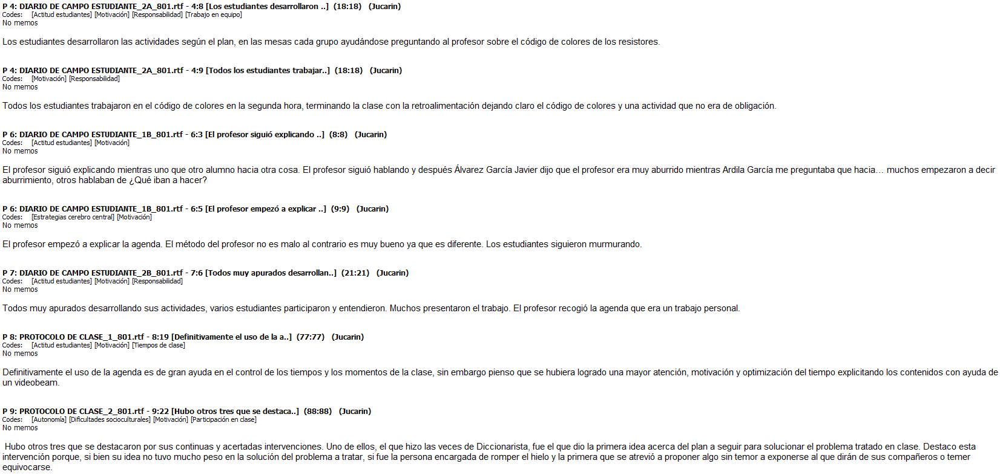 P 4: DIARIO DE CAMPO ESTUDIANTE_2A_801.rtf - 4:8 [Los estudiantes desarrollaron ..]  (18:18)   (Jucarin)
Codes:    [Actitud estudiantes] [Motivación] [Responsabilidad] [Trabajo en equipo]
No memos
Los estudiantes desarrollaron las actividades según el plan, en las mesas cada grupo ayudándose preguntando al profesor sobre el código de colores de los resistores.
P 4: DIARIO DE CAMPO ESTUDIANTE_2A_801.rtf - 4:9 [Todos los estudiantes trabajar..]  (18:18)   (Jucarin)
Codes:    [Motivación] [Responsabilidad]
No memos
Todos los estudiantes trabajaron en el código de colores en la segunda hora, terminando la clase con la retroalimentación dejando claro el código de colores y una actividad que no era de obligación.
P 6: DIARIO DE CAMPO ESTUDIANTE_1B_801.rtf - 6:3 [El profesor siguió explicando ..]  (8:8)   (Jucarin)
Codes:    [Actitud estudiantes] [Motivación]
No memos
El profesor siguió explicando mientras uno que otro alumno hacia otra cosa. El profesor siguió hablando y después Álvarez García Javier dijo que el profesor era muy aburrido mientras Ardila García me preguntaba que hacia… muchos empezaron a decir
aburrimiento, otros hablaban de ¿Qué iban a hacer?
P 6: DIARIO DE CAMPO ESTUDIANTE_1B_801.rtf - 6:5 [El profesor empezó a explicar ..]  (9:9)   (Jucarin)
Codes:    [Estrategias cerebro central] [Motivación]
No memos
El profesor empezó a explicar la agenda. El método del profesor no es malo al contrario es muy bueno ya que es diferente. Los estudiantes siguieron murmurando.
P 7: DIARIO DE CAMPO ESTUDIANTE_2B_801.rtf - 7:6 [Todos muy apurados desarrollan..]  (21:21)   (Jucarin)
Codes:    [Actitud estudiantes] [Motivación] [Responsabilidad]
No memos
Todos muy apurados desarrollando sus actividades, varios estudiantes participaron y entendieron. Muchos presentaron el trabajo. El profesor recogió la agenda que era un trabajo personal.
P 8: PROTOCOLO DE CLASE_1_801.rtf - 8:19 [Definitivamente el uso de la a..]  (77:77)   (Jucarin)
Codes:    [Actitud estudiantes] [Motivación] [Tiempos de clase]
No memos
Definitivamente el uso de la agenda es de gran ayuda en el control de los tiempos y los momentos de la clase, sin embargo pienso que se hubiera logrado una mayor atención, motivación y optimización del tiempo explicitando los contenidos con ayuda de
un videobeam.
P 9: PROTOCOLO DE CLASE_2_801.rtf - 9:22 [Hubo otros tres que se destaca..]  (88:88)   (Jucarin)
Codes:    [Autonomía] [Dificultades socioculturales] [Motivación] [Participación en clase]
No memos
Hubo otros tres que se destacaron por sus continuas y acertadas intervenciones. Uno de ellos, el que hizo las veces de Diccionarista, fue el que dio la primera idea acerca del plan a seguir para solucionar el problema tratado en clase. Destaco esta
intervención porque, si bien su idea no tuvo mucho peso en la solución del problema a tratar, si fue la persona encargada de romper el hielo y la primera que se atrevió a proponer algo sin temor a exponerse al que dirán de sus compañeros o temer
equivocarse.